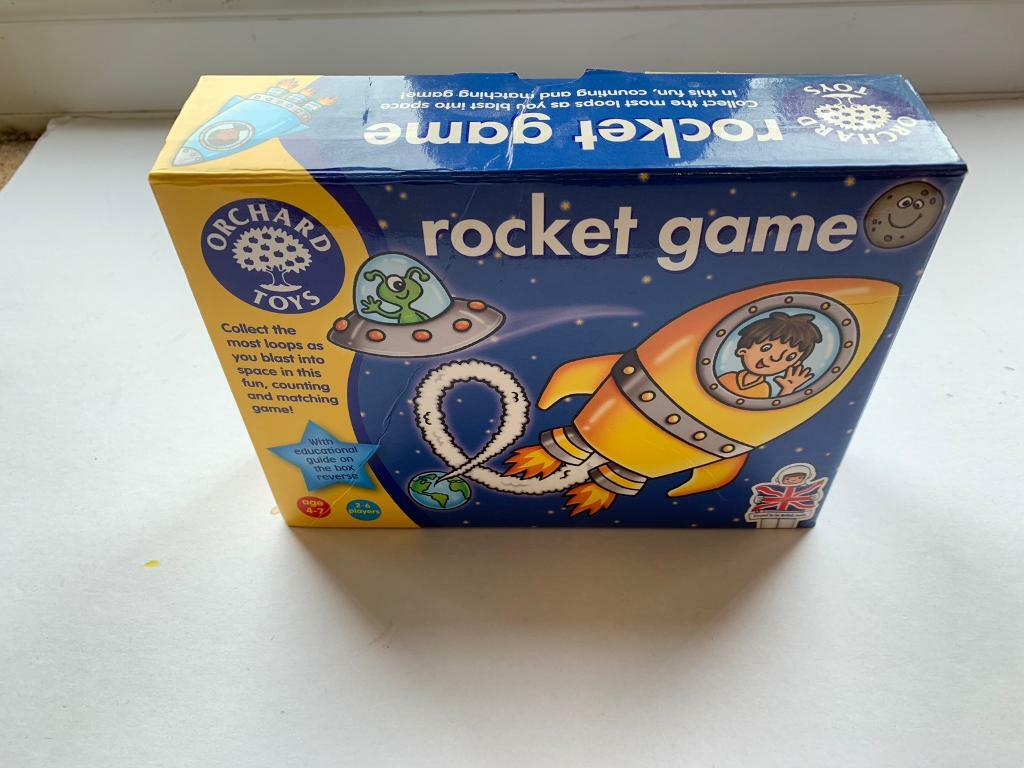 rocket game
Collect the most loops as you blast into space
in this fun, counting and matching game!
ORCHARD
TOYS
rocket game
ORCHARD
TOYS
Collect the
most loops as
you blast into
space in this
fun, counting
and matching
game!
With
educational
guide on
the box
reverse
age
4-7
2-6
players